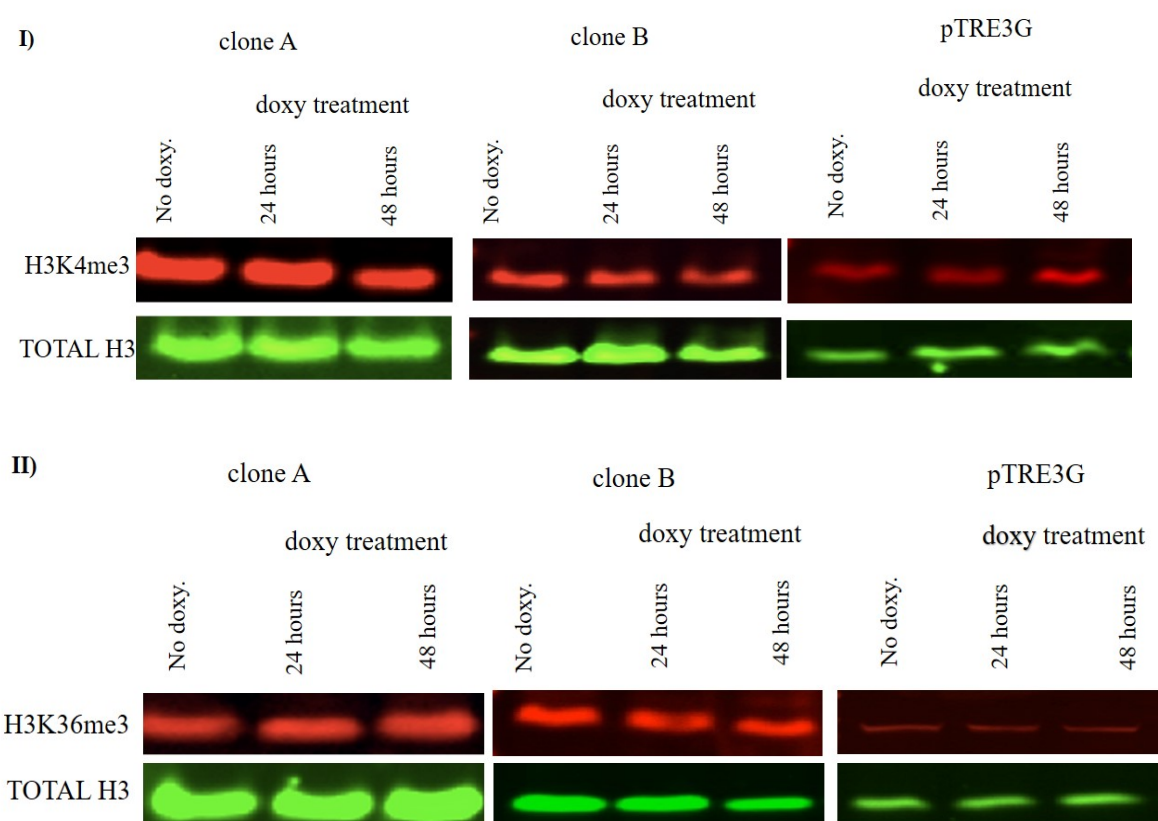 I)
clone A
clone B
pTRE3G
doxy treatment
doxy treatment
doxy treatment
No doxy.
24 hours
48 hours
No doxy.
24 hours
48 hours
No doxy.
24 hours
48 hours
H3K4me3
TOTAL H3
II)
clone A
clone B
pTRE3G
doxy treatment
doxy treatment
doxy treatment
No doxy.
24 hours
48 hours
No doxy.
24 hours
48 hours
No doxy.
24 hours
48 hours
H3K36me3
TOTAL H3